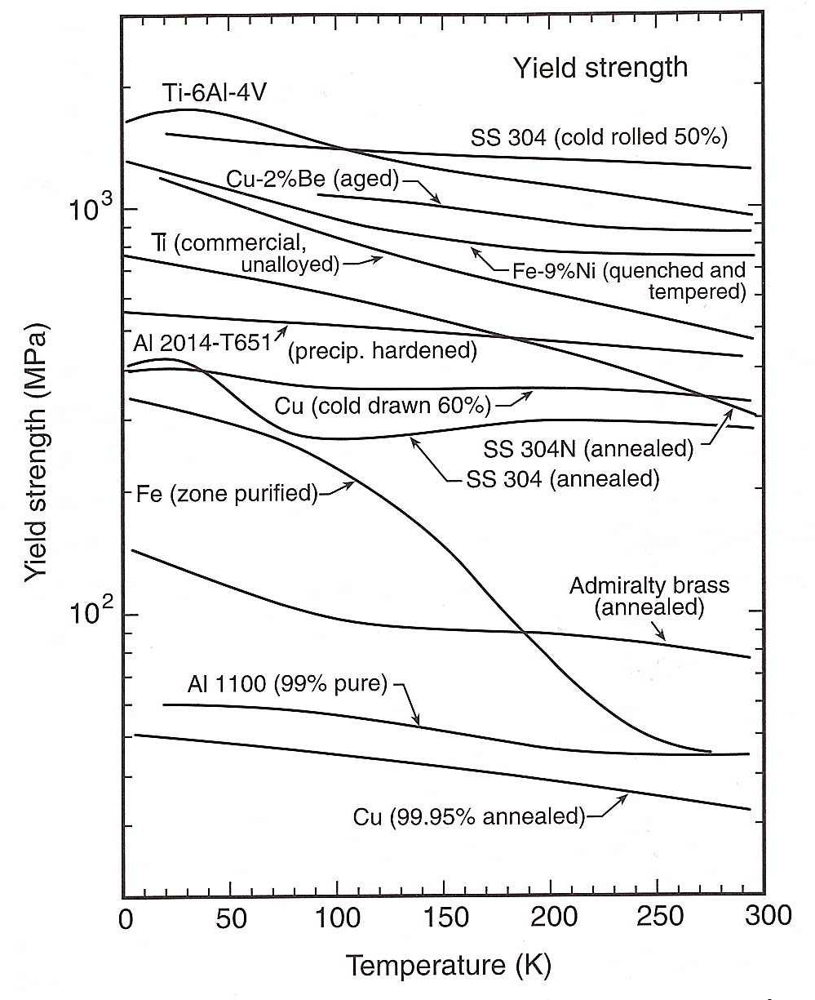 Yield strength
Ti-6Al-4V
SS 304 (cold rolled 50%)
Cu-2%Be (aged)
10³
Ti (commercial,
unalloyed)
Fe-9%Ni (quenched and
tempered)
Al 2014-T651
(precip. hardened)
Cu (cold drawn 60%)
SS 304N (annealed)
SS 304 (annealed)
Fe (zone purified)
Yield strength (MPa)
Admiralty brass
(annealed)
10²
Al 1100 (99% pure)
Cu (99.95% annealed)
0 50 100 150 200 250 300
Temperature (K)